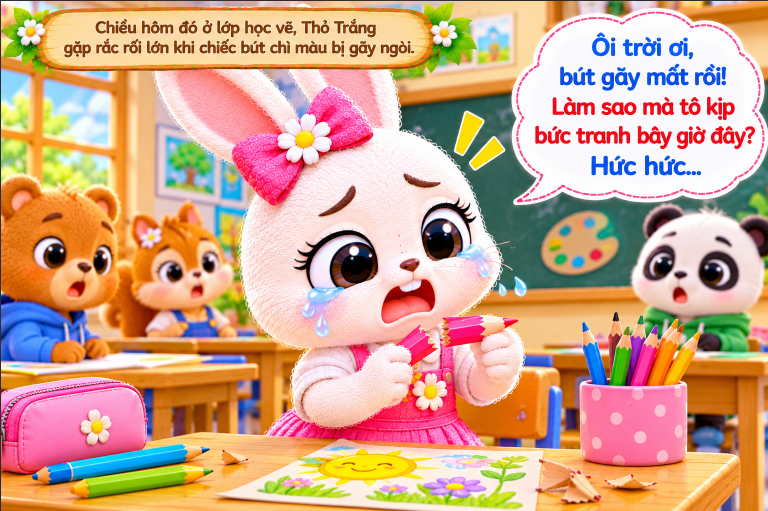 Chiều hôm đó ở lớp học vẽ, Thỏ Trắng
gặp rắc rối lớn khi chiếc bút chì màu bị gãy ngòi.
Ôi trời ơi,
bút gãy mất rồi!
Làm sao mà tô kịp
bức tranh bây giờ đây?
Hức hức...